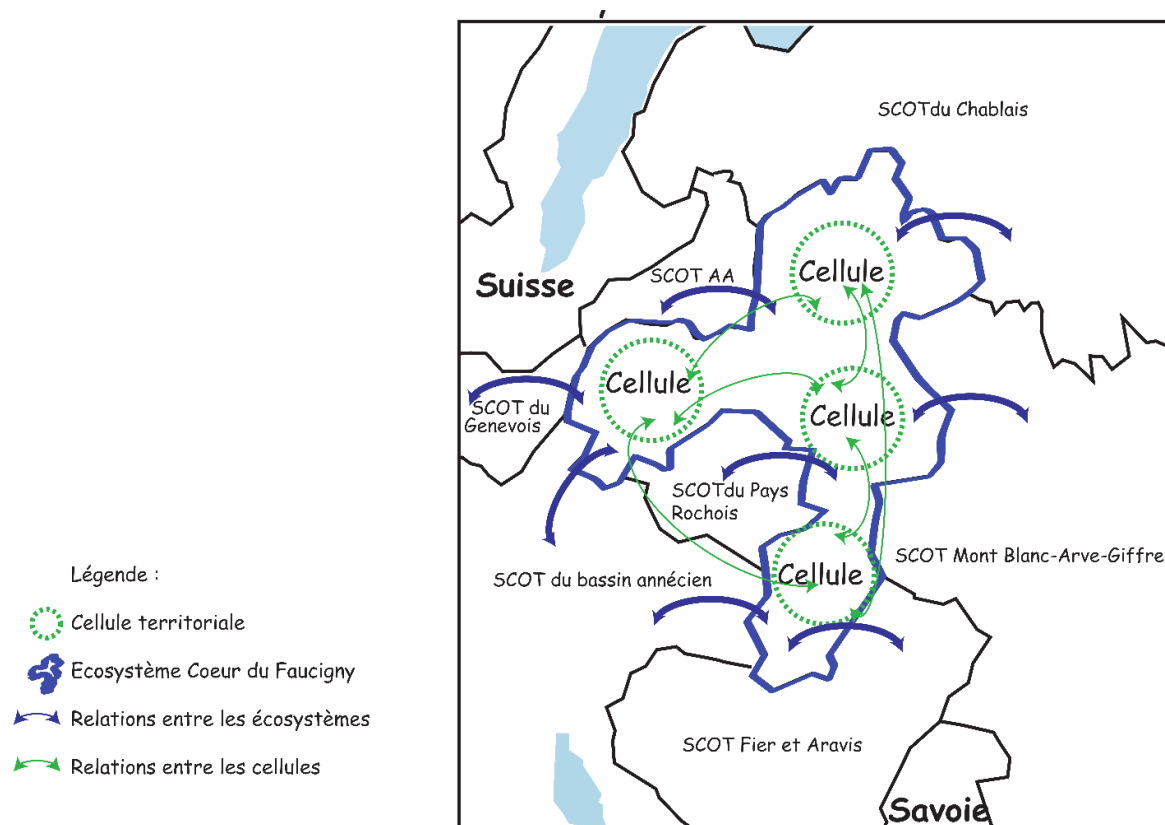 SCOTdu Chablais
Cellule
SCOT AA
Suisse
Cellule
SCOT du
Genevois
Cellule
SCOTdu Pays
Rochois
SCOT Mont Blanc-Arve-Giffre
SCOT du bassin annécien
Cellule
SCOT Fier et Aravis
Savoie
Légende :
Cellule territoriale
Ecosystème Coeur du Faucigny
Relations entre les écosystèmes
Relations entre les cellules